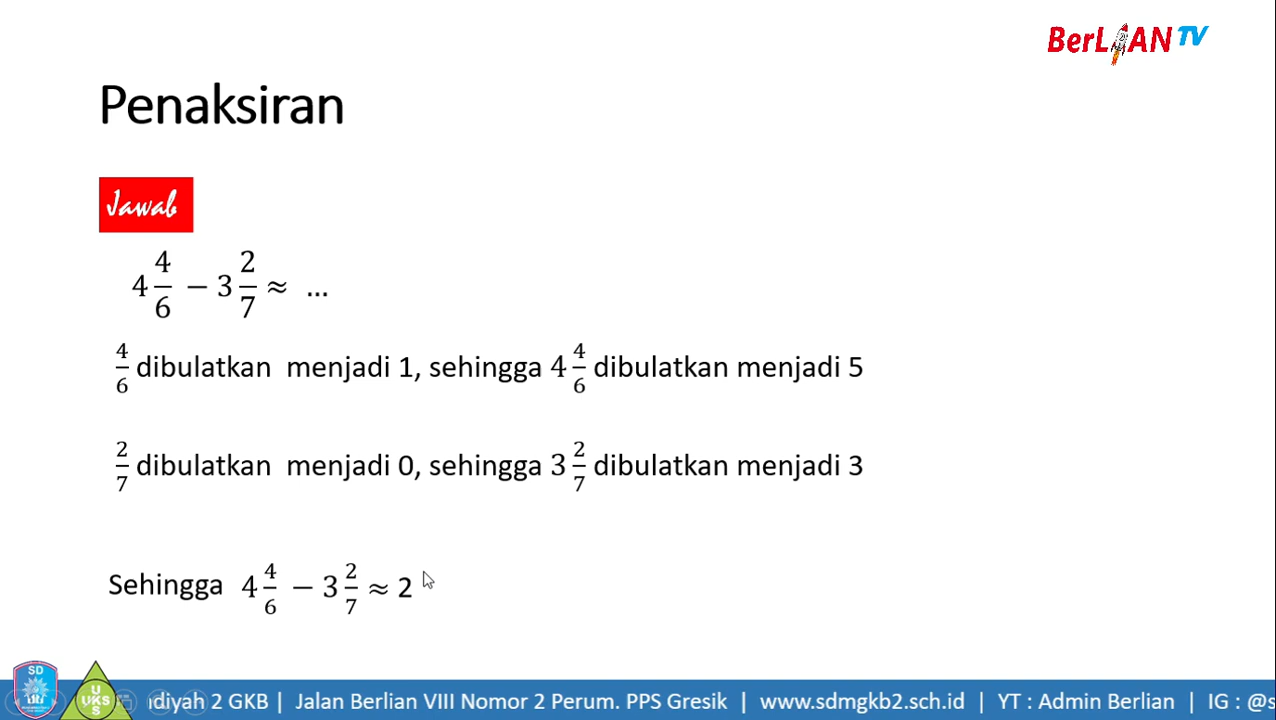 BerLIAN TV
Penaksiran
Jawab
4 4/6 − 3 2/7 ≈ ...
4/6 dibulatkan menjadi 1, sehingga 4 4/6 dibulatkan menjadi 5
2/7 dibulatkan menjadi 0, sehingga 3 2/7 dibulatkan menjadi 3
Sehingga 4 4/6 − 3 2/7 ≈ 2
SD
UKS
diyah 2 GKB | Jalan Berlian VIII Nomor 2 Perum. PPS Gresik | www.sdmgkb2.sch.id | YT : Admin Berlian | IG : @s